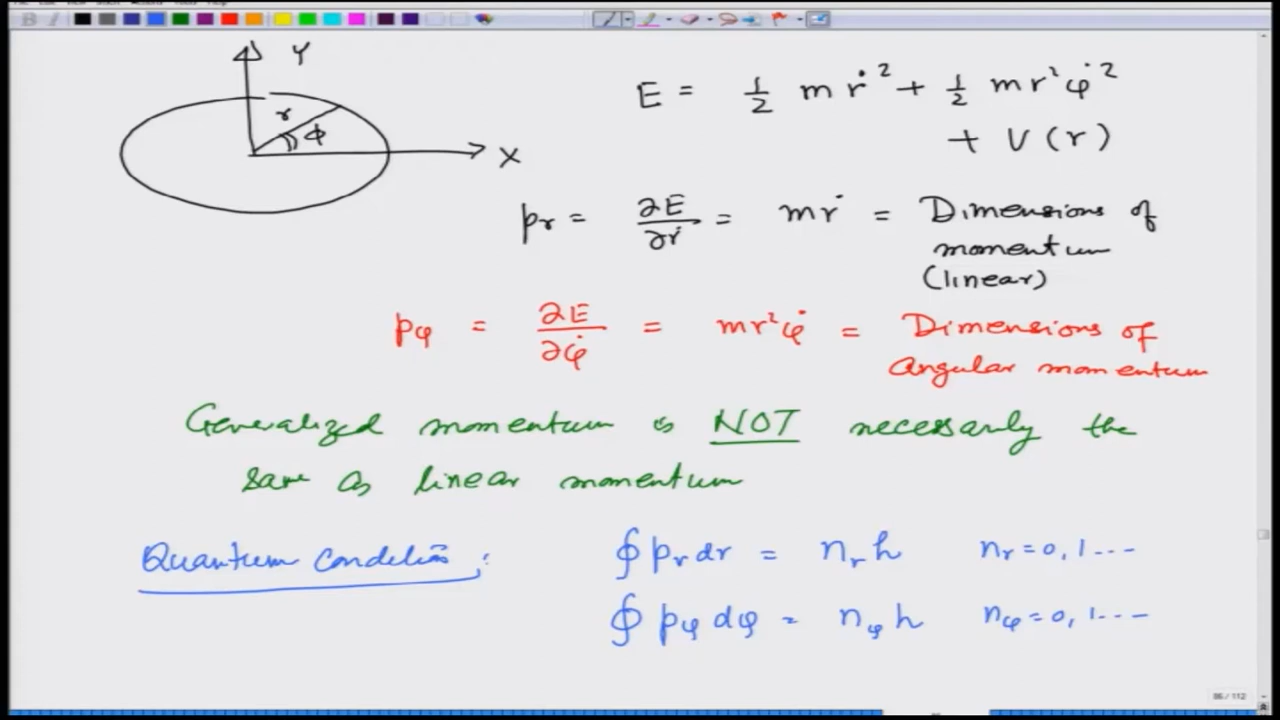 Y
r
ϕ
X
E = 1/2 m ṙ² + 1/2 m r² φ̇²
+ V(r)
pᵣ = ∂E/∂ṙ = mṙ = Dimensions of
momentum
(linear)
pφ = ∂E/∂φ̇ = mr²φ̇ = Dimensions of
Angular momentum
Generalized momentum is NOT necessarily the
same as linear momentum
Quantum Condition : ∮ pᵣ dr = nᵣ h nᵣ = 0, 1 ---
∮ pφ dφ = nφ h nφ = 0, 1 ---
86 / 112